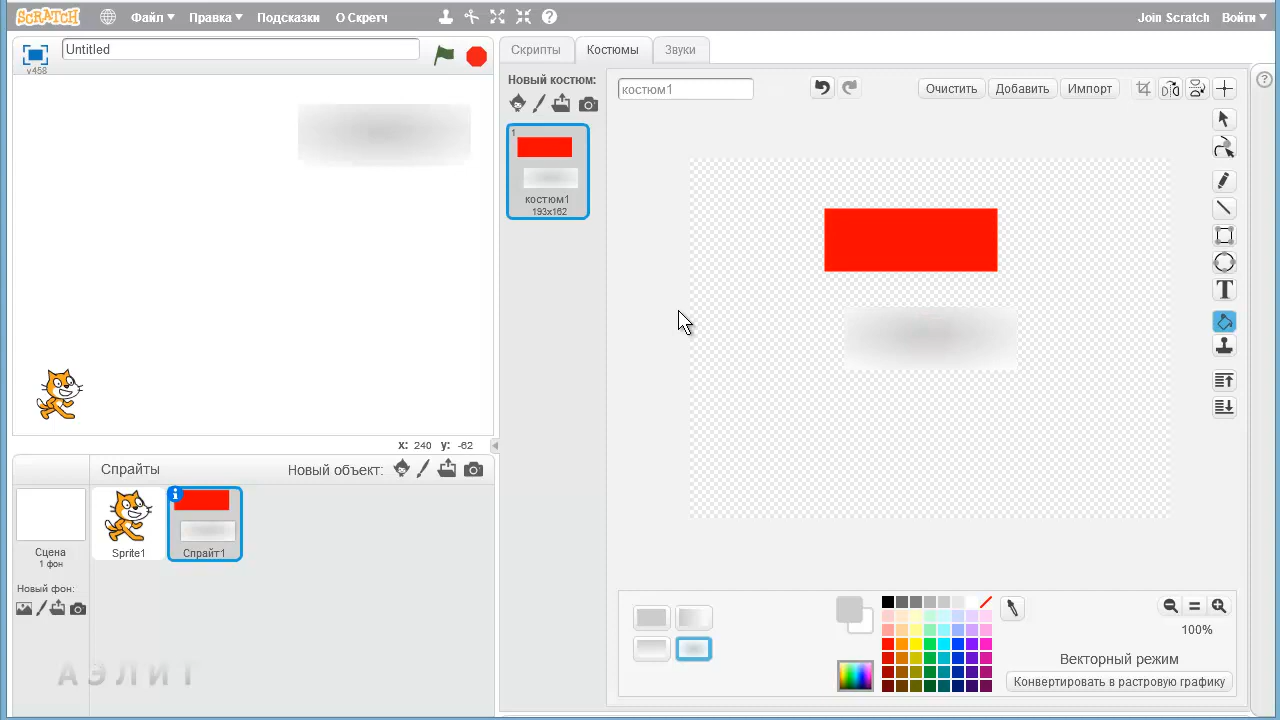 SCRATCH Файл Правка Подсказки О Скретч Join Scratch Войти
Untitled
v458
Скрипты Костюмы Звуки
Новый костюм:
костюм1
Очистить Добавить Импорт
1
костюм1
193x162
T
x: 240 y: -62
Спрайты Новый объект:
Sprite1 Спрайт1
Сцена
1 фон
Новый фон:
100%
Векторный режим
Конвертировать в растровую графику
АЭЛИТ